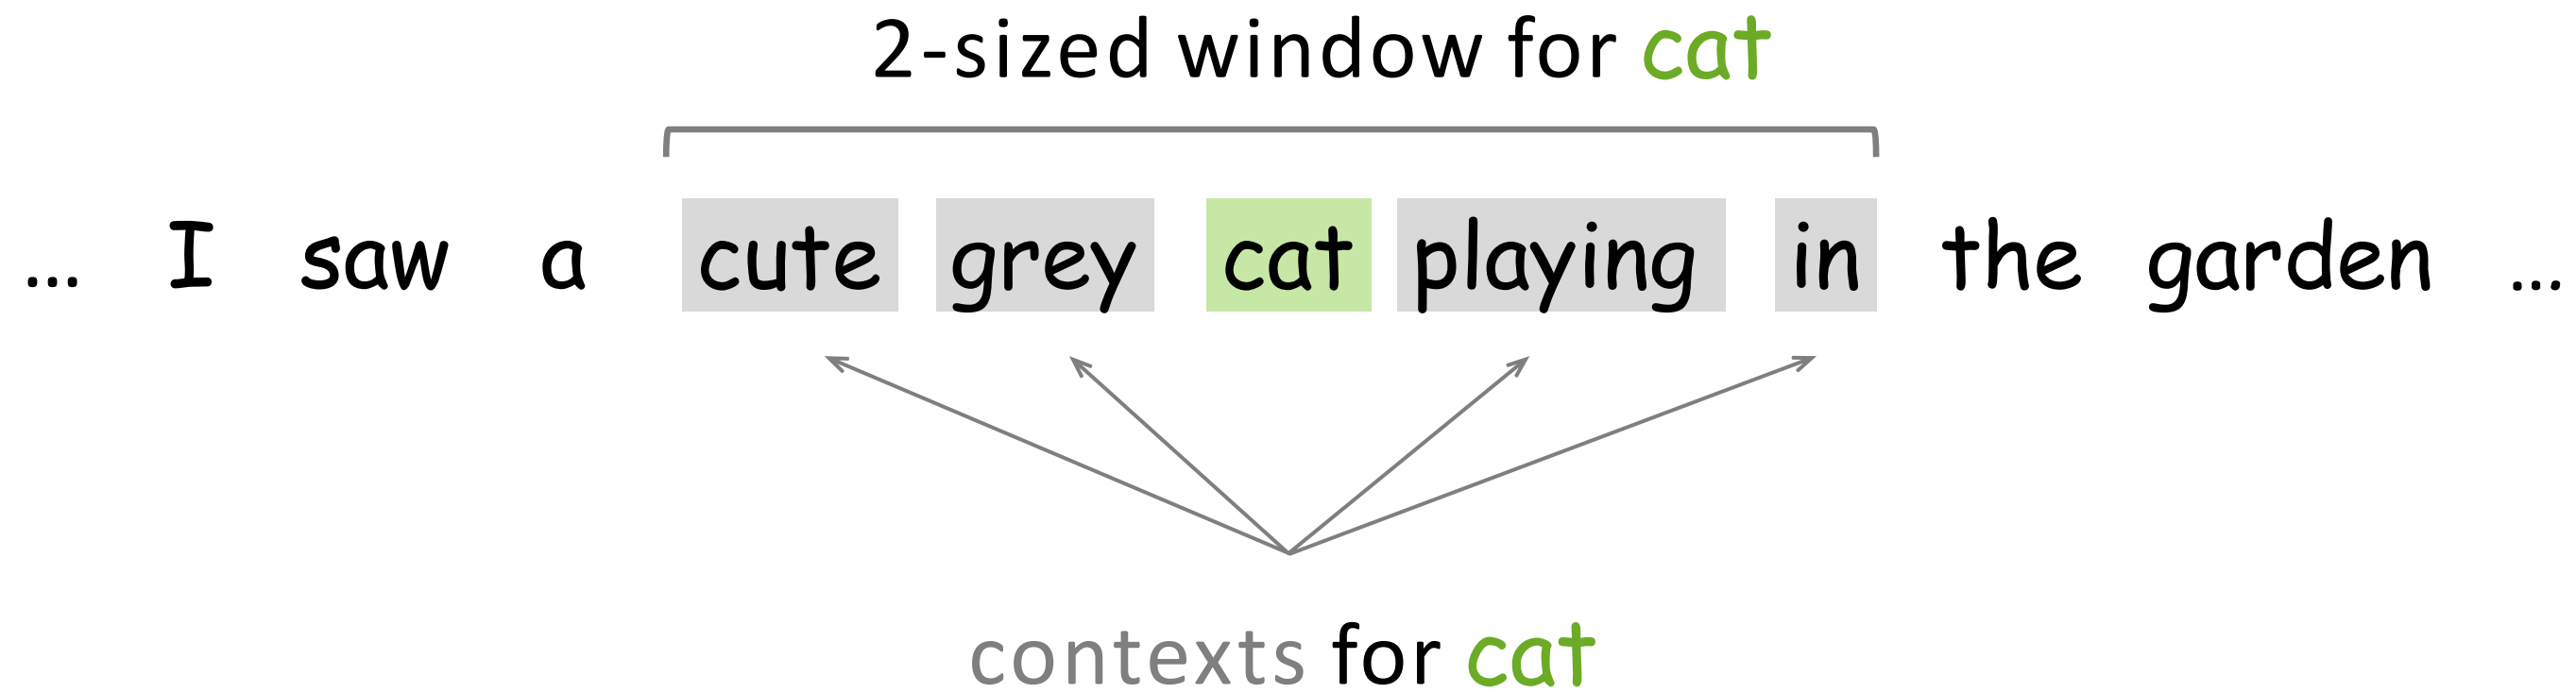 2-sized window for cat
... I saw a cute grey cat playing in the garden ...
contexts for cat